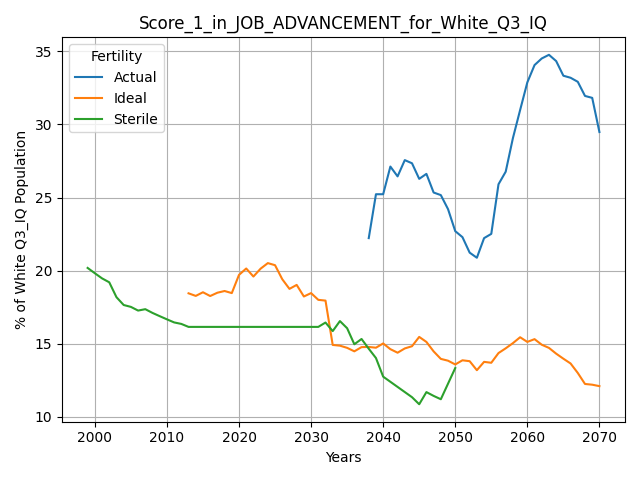 Score_1_in_JOB_ADVANCEMENT_for_White_Q3_IQ
Fertility
Actual
Ideal
Sterile
% of White Q3_IQ Population
35
30
25
20
15
10
2000 2010 2020 2030 2040 2050 2060 2070
Years